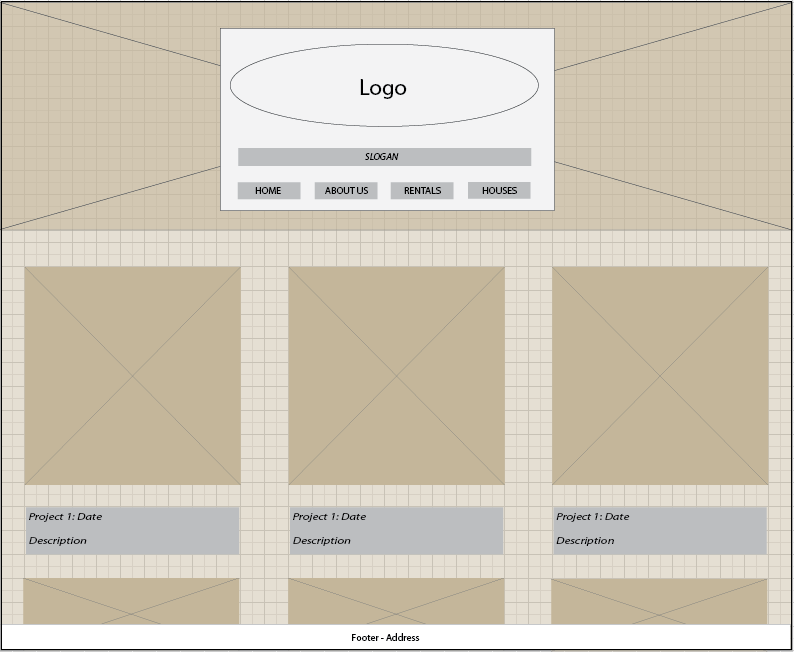 Logo
SLOGAN
HOME ABOUT US RENTALS HOUSES
Project 1: Date Project 1: Date Project 1: Date
Description Description Description
Footer - Address